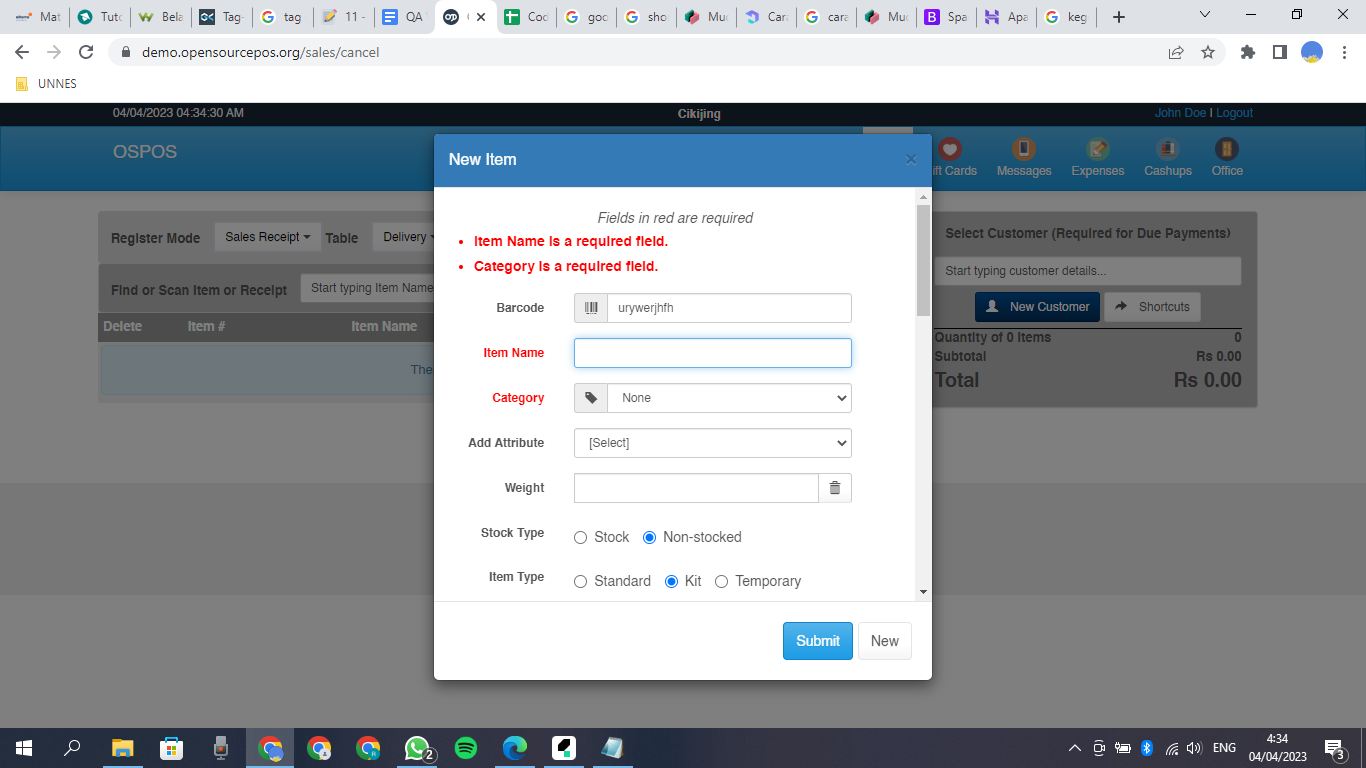 Mat
Tuto
Bela
Tag-
tag
11 -
QA
Cod
goo
sho
Muc
Cara
cara
Muc
Spa
Apa
keg
demo.opensourcepos.org/sales/cancel
UNNES
04/04/2023 04:34:30 AM
Cikijing
John Doe | Logout
OSPOS
ift Cards
Messages
Expenses
Cashups
Office
New Item
×
Register Mode
Sales Receipt
Table
Delivery
Find or Scan Item or Receipt
Start typing Item Name
Delete
Item #
Item Name
The
Fields in red are required
Item Name is a required field.
Category is a required field.
Barcode
urywerjhfh
Item Name
Category
None
Add Attribute
[Select]
Weight
Stock Type
Stock
Non-stocked
Item Type
Standard
Kit
Temporary
Submit
New
Select Customer (Required for Due Payments)
Start typing customer details...
New Customer
Shortcuts
Quantity of 0 Items
0
Subtotal
Rs 0.00
Total
Rs 0.00
2
ENG
4:34
04/04/2023
3